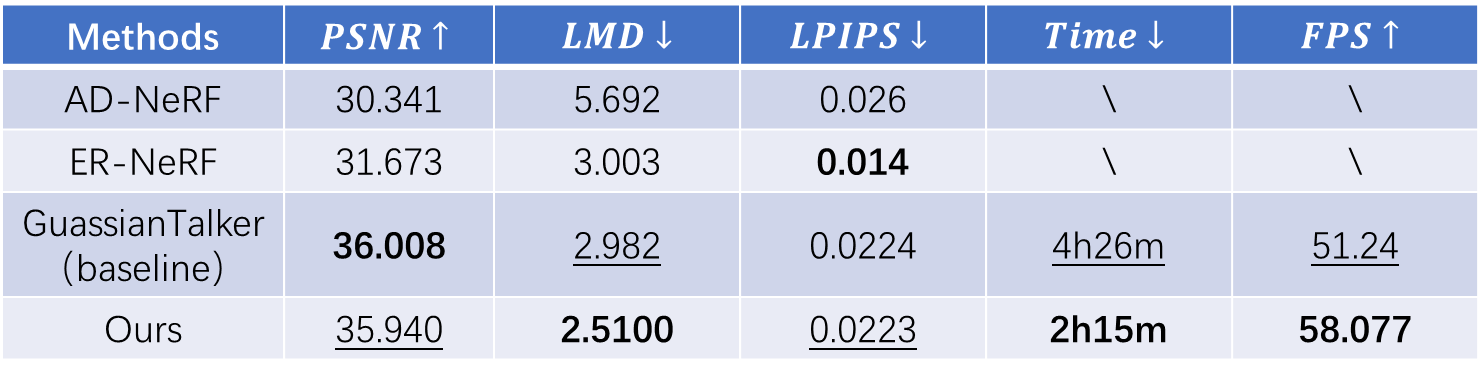 Methods PSNR↑ LMD↓ LPIPS↓ Time↓ FPS↑
AD-NeRF 30.341 5.692 0.026 \ \
ER-NeRF 31.673 3.003 0.014 \ \
GuassianTalker
(baseline) 36.008 2.982 0.0224 4h26m 51.24
Ours 35.940 2.5100 0.0223 2h15m 58.077